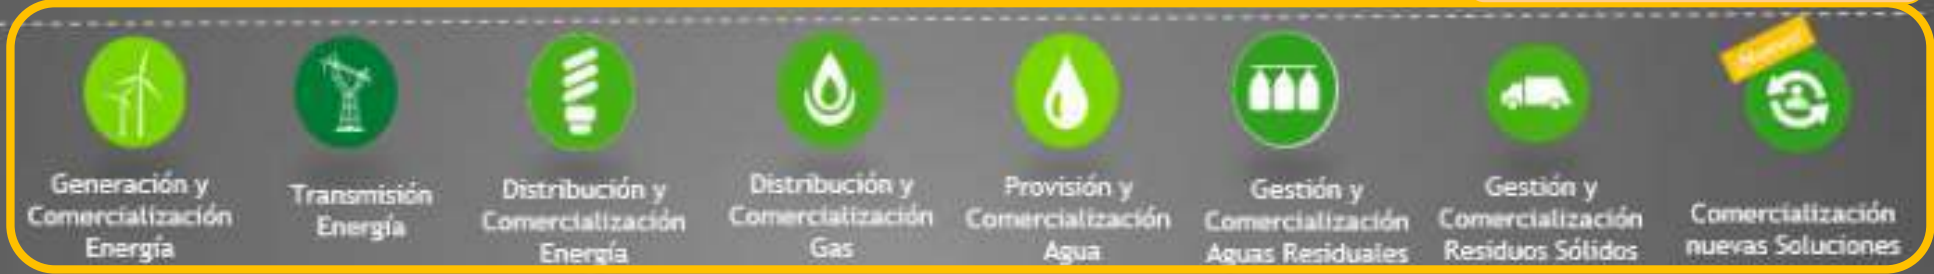 Generación y
Comercialización
Energía
Transmisión
Energía
Distribución y
Comercialización
Energía
Distribución y
Comercialización
Gas
Provisión y
Comercialización
Agua
Gestión y
Comercialización
Aguas Residuales
Gestión y
Comercialización
Residuos Sólidos
Comercialización
nuevas Soluciones